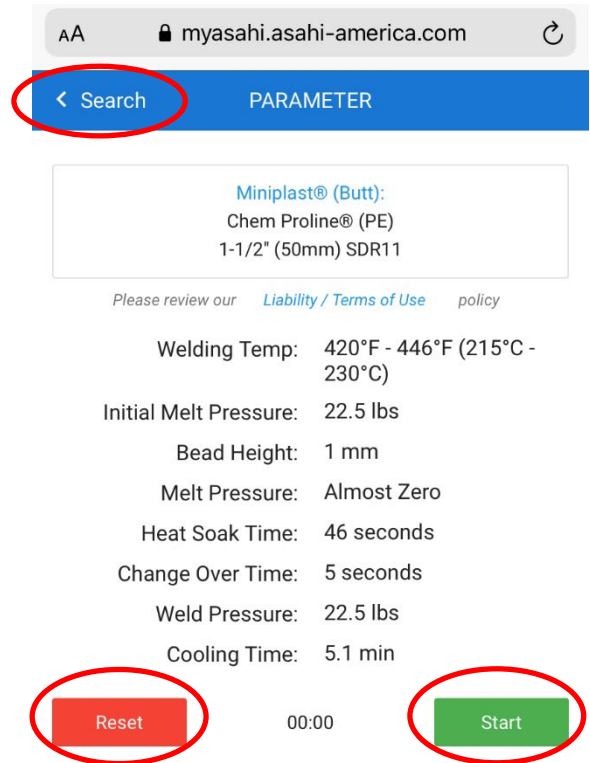 AA myasahi.asahi-america.com
Search PARAMETER
Miniplast® (Butt):
Chem Proline® (PE)
1-1/2" (50mm) SDR11
Please review our Liability / Terms of Use policy
Welding Temp: 420°F - 446°F (215°C -
230°C)
Initial Melt Pressure: 22.5 lbs
Bead Height: 1 mm
Melt Pressure: Almost Zero
Heat Soak Time: 46 seconds
Change Over Time: 5 seconds
Weld Pressure: 22.5 lbs
Cooling Time: 5.1 min
Reset 00:00 Start